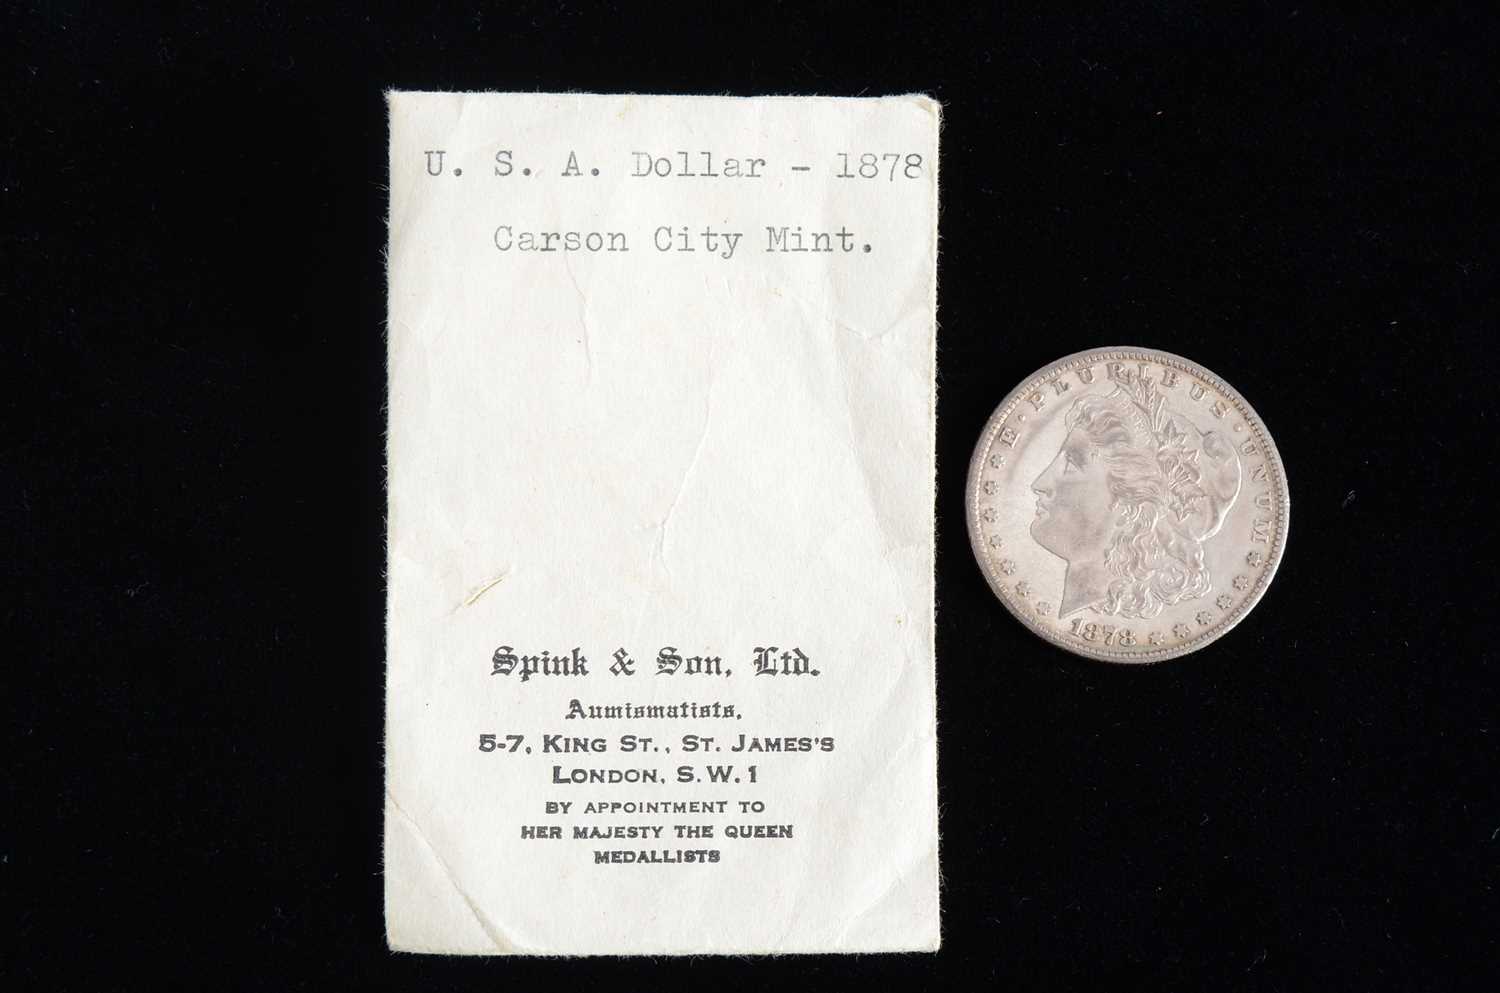 U. S. A. Dollar - 1878
Carson City Mint.
Spink & Son, Ltd.
Numismatists,
5-7, KING ST., ST. JAMES'S
LONDON, S.W.1
BY APPOINTMENT TO
HER MAJESTY THE QUEEN
MEDALLISTS
E·PLURIBUS·UNUM
1878